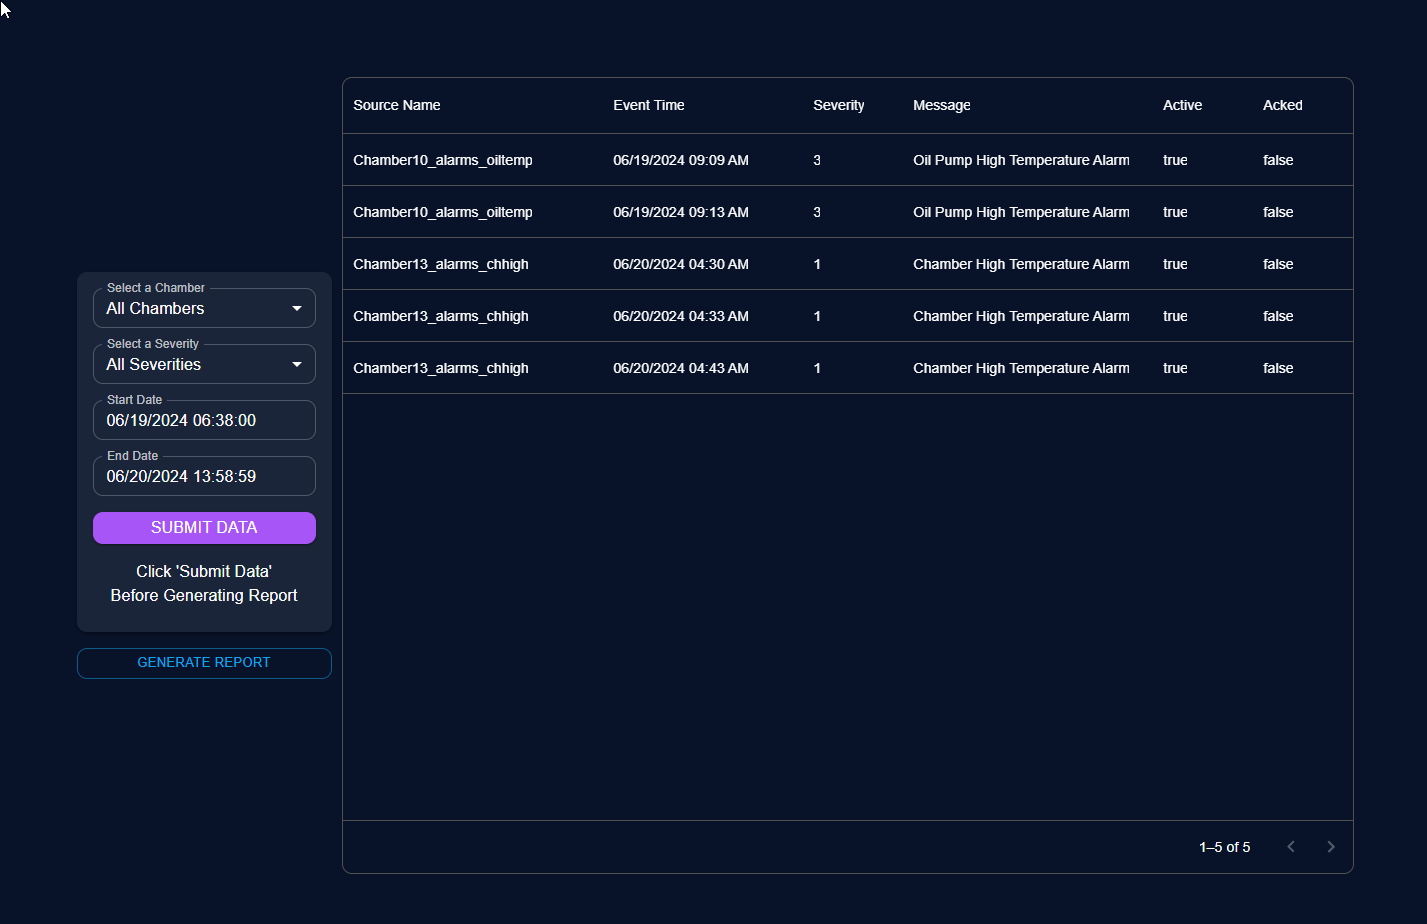 Source Name Event Time Severity Message Active Acked
Chamber10_alarms_oiltemp 06/19/2024 09:09 AM 3 Oil Pump High Temperature Alarm true false
Chamber10_alarms_oiltemp 06/19/2024 09:13 AM 3 Oil Pump High Temperature Alarm true false
Chamber13_alarms_chhigh 06/20/2024 04:30 AM 1 Chamber High Temperature Alarm true false
Chamber13_alarms_chhigh 06/20/2024 04:33 AM 1 Chamber High Temperature Alarm true false
Chamber13_alarms_chhigh 06/20/2024 04:43 AM 1 Chamber High Temperature Alarm true false
1–5 of 5
Select a Chamber
All Chambers
Select a Severity
All Severities
Start Date
06/19/2024 06:38:00
End Date
06/20/2024 13:58:59
SUBMIT DATA
Click 'Submit Data'
Before Generating Report
GENERATE REPORT